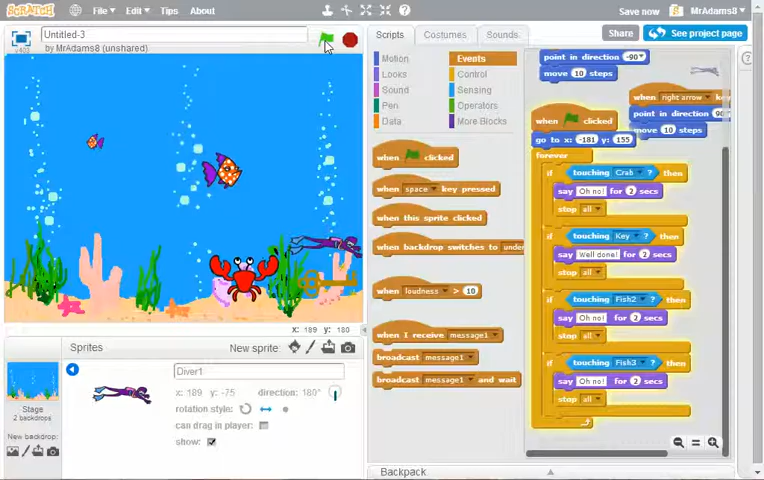 SCRATCH File Edit Tips About Save now MrAdams8
Untitled-3
by MrAdams8 (unshared)
v403
Scripts Costumes Sounds
Share See project page
Motion Events
Looks Control
Sound Sensing
Pen Operators
Data More Blocks
when clicked
when space key pressed
when this sprite clicked
when backdrop switches to
when loudness > 10
when I receive message1
broadcast message1
broadcast message1 and wait
point in direction -90
move 10 steps
when right arrow
point in direction 90
move 10 steps
when clicked
go to x: -181 y: 155
forever
if touching Crab ? then
say Oh no! for 2 secs
stop all
if touching Key ? then
say Well done! for 2 secs
stop all
if touching Fish2 ? then
say Oh no! for 2 secs
stop all
if touching Fish3 ? then
say Oh no! for 2 secs
stop all
x: 189 y: 180
Sprites New sprite:
Stage
2 backdrops
New backdrop:
Diver1
x: 189 y: -75 direction: 180°
rotation style:
can drag in player:
show:
Backpack